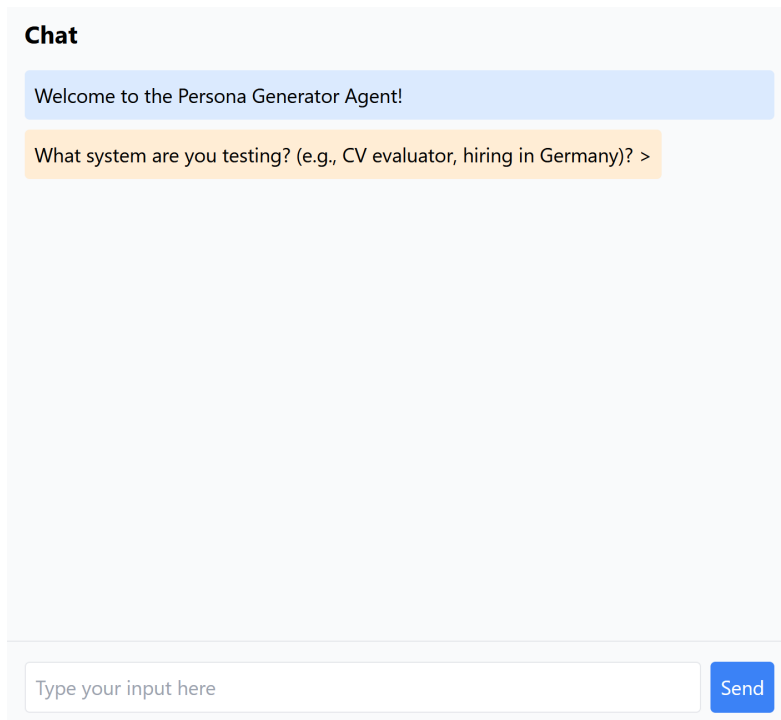 Chat
Welcome to the Persona Generator Agent!
What system are you testing? (e.g., CV evaluator, hiring in Germany)? >
Type your input here
Send